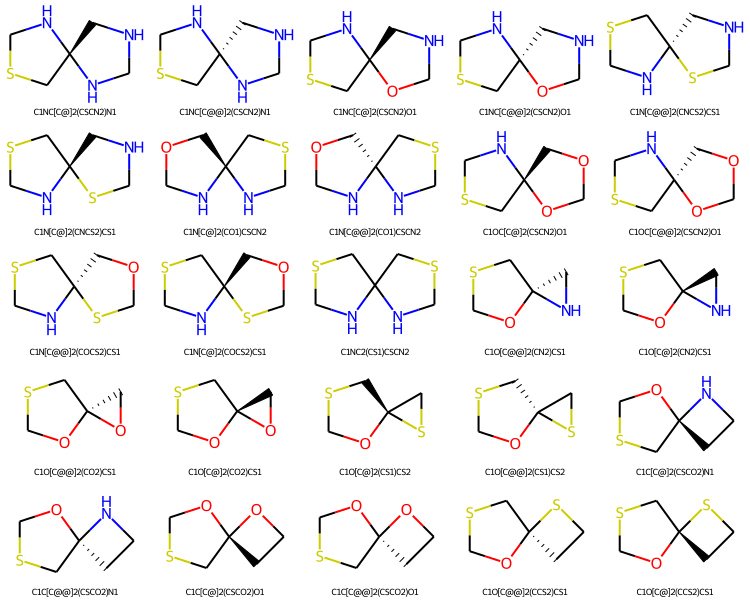 C1NC[C@]2(CSCN2)N1
C1NC[C@@]2(CSCN2)N1
C1NC[C@]2(CSCN2)O1
C1NC[C@@]2(CSCN2)O1
C1N[C@@]2(CNCS2)CS1
C1N[C@]2(CNCS2)CS1
C1N[C@]2(CO1)CSCN2
C1N[C@@]2(CO1)CSCN2
C1OC[C@]2(CSCN2)O1
C1OC[C@@]2(CSCN2)O1
C1N[C@@]2(COCS2)CS1
C1N[C@]2(COCS2)CS1
C1NC2(CS1)CSCN2
C1O[C@@]2(CN2)CS1
C1O[C@]2(CN2)CS1
C1O[C@@]2(CO2)CS1
C1O[C@]2(CO2)CS1
C1O[C@]2(CS1)CS2
C1O[C@@]2(CS1)CS2
C1C[C@]2(CSCO2)N1
C1C[C@@]2(CSCO2)N1
C1C[C@]2(CSCO2)O1
C1C[C@@]2(CSCO2)O1
C1O[C@]2(CCS2)CS1
C1O[C@@]2(CCS2)CS1